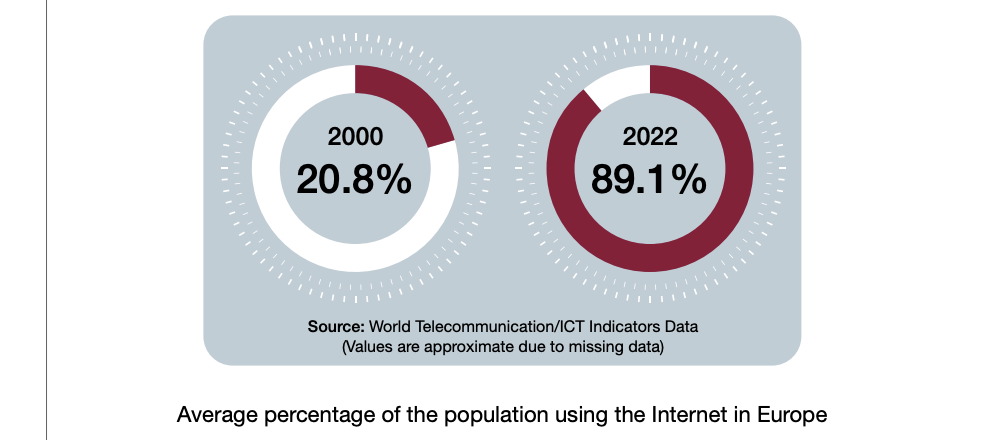 2000
20.8%
2022
89.1%
Source: World Telecommunication/ICT Indicators Data
(Values are approximate due to missing data)
Average percentage of the population using the Internet in Europe